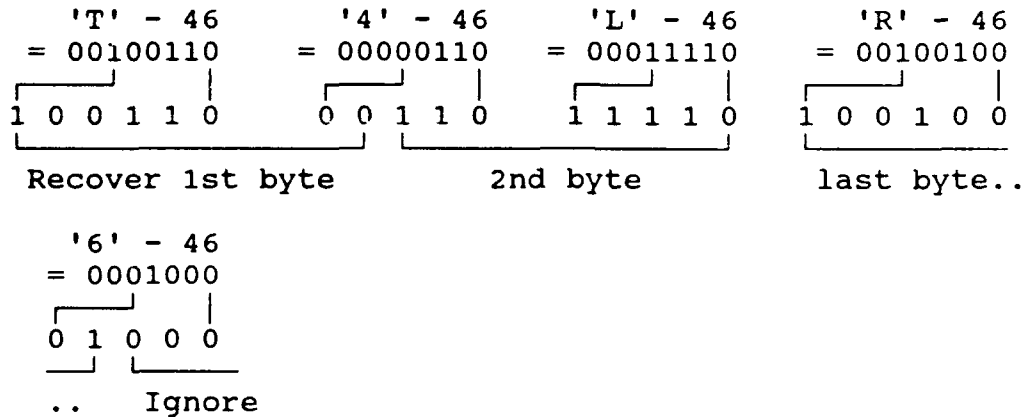 'T' - 46 '4' - 46 'L' - 46 'R' - 46
= 00100110 = 00000110 = 00011110 = 00100100
1 0 0 1 1 0 0 0 1 1 0 1 1 1 1 0 1 0 0 1 0 0
Recover 1st byte 2nd byte last byte..
'6' - 46
= 0001000
0 1 0 0 0
.. Ignore